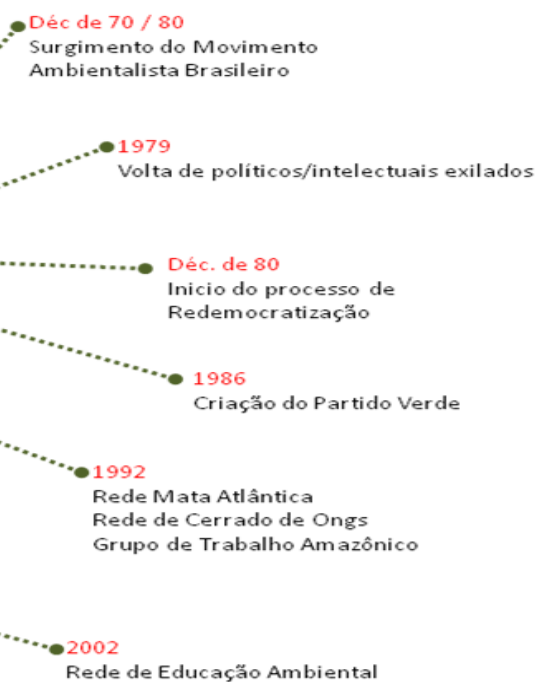 Déc de 70 / 80
Surgimento do Movimento
Ambientalista Brasileiro
1979
Volta de políticos/intelectuais exilados
Déc. de 80
Inicio do processo de
Redemocratização
1986
Criação do Partido Verde
1992
Rede Mata Atlântica
Rede de Cerrado de Ongs
Grupo de Trabalho Amazônico
2002
Rede de Educação Ambiental